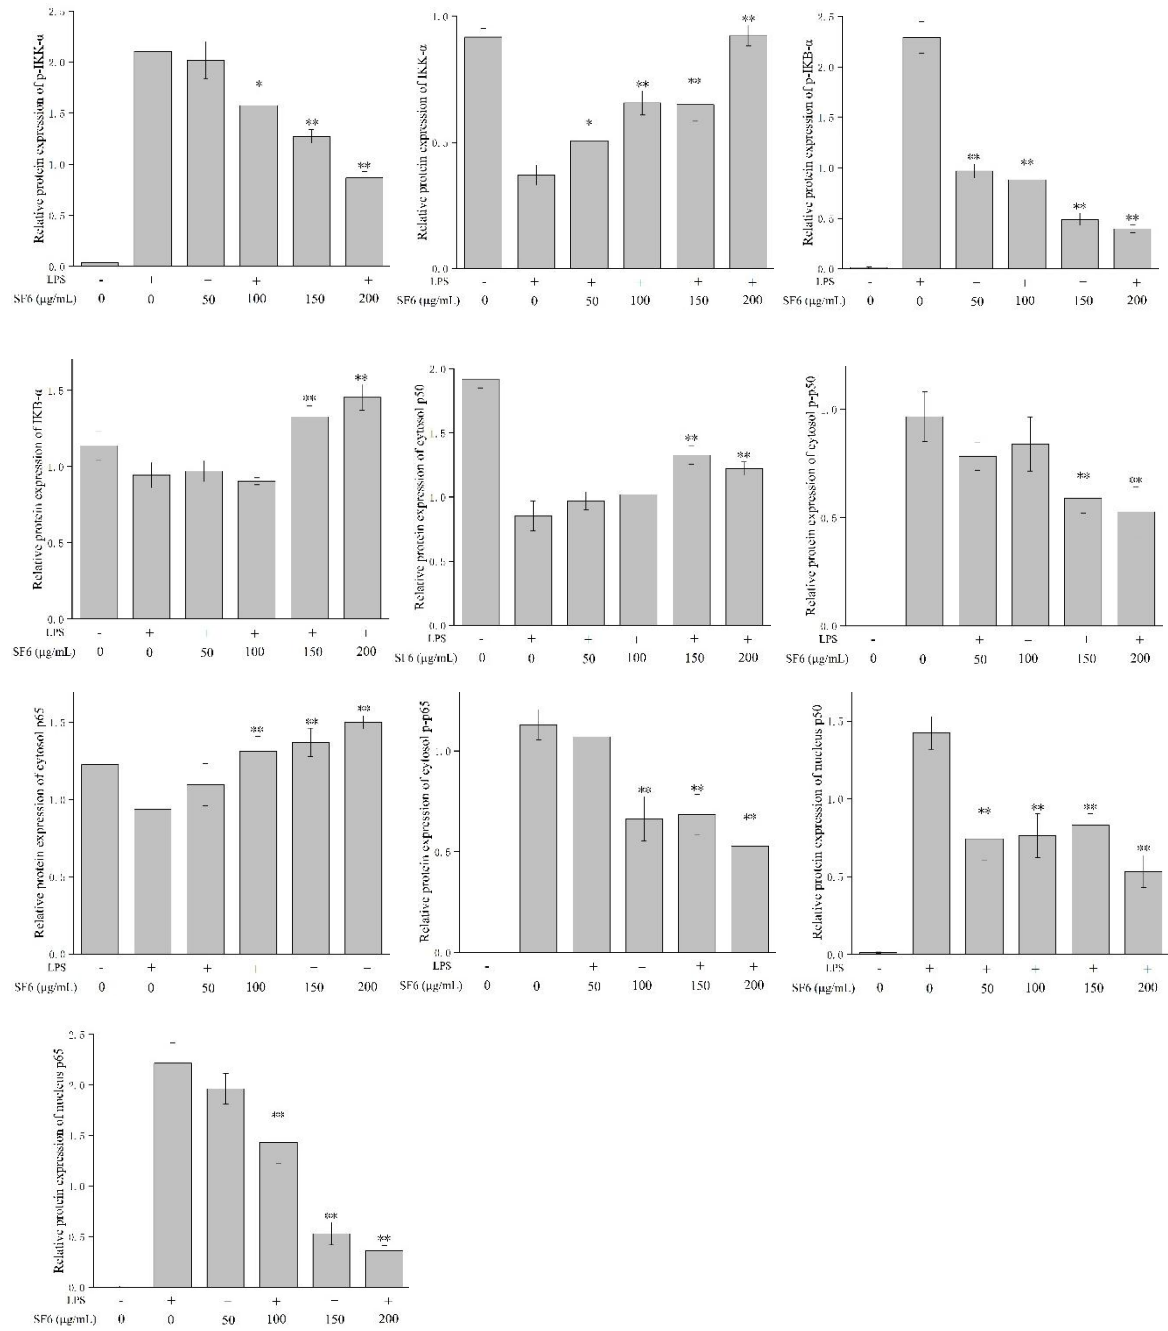 Relative protein expression of p-IKK-α
2.5
2.0
1.5
1.0
0.5
0.0
* ** **
LPS - + − + + +
SF6 (μg/mL) 0 0 50 100 150 200
Relative protein expression of IKK-α
1.0
0.5
0.0
* ** ** **
LPS - + + + + +
SF6 (μg/mL) 0 0 50 100 150 200
Relative protein expression of p-IKB-α
2.5
2.0
1.5
1.0
0.5
0.0
** ** ** **
LPS - + − + − +
SF6 (μg/mL) 0 0 50 100 150 200
Relative protein expression of IKB-α
1.5
1.0
0.5
0.0
** **
LPS - + + + + +
SF6 (μg/mL) 0 0 50 100 150 200
Relative protein expression of cytosol p50
2.0
1.5
1.0
0.5
0.0
** **
LPS - + + + + +
SF6 (μg/mL) 0 0 50 100 150 200
Relative protein expression of cytosol p-p50
1.0
0.5
0.0
** **
+ − + +
0 0 50 100 150 200
Relative protein expression of cytosol p65
1.5
1.0
0.5
0.0
** ** **
LPS - + + + − −
SF6 (μg/mL) 0 0 50 100 150 200
Relative protein expression of cytosol p-p65
1.0
0.5
0.0
** ** **
LPS - + − + +
SF6 (μg/mL) 0 0 50 100 150 200
Relative protein expression of nucleus p50
1.5
1.0
0.5
0.0
** ** ** **
LPS - + + + + +
SF6 (μg/mL) 0 0 50 100 150 200
Relative protein expression of nucleus p65
2.5
2.0
1.5
1.0
0.5
0.0
** ** **
LPS - + − + − +
SF6 (μg/mL) 0 0 50 100 150 200